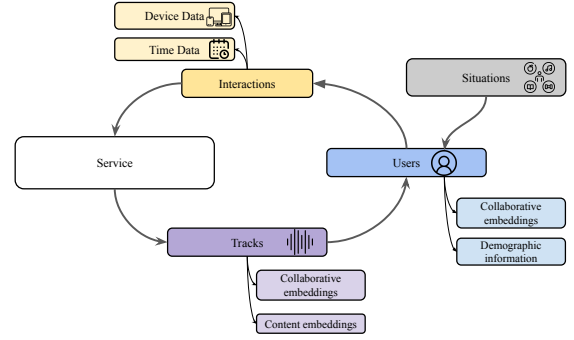 Device Data
Time Data
Interactions
Situations
Service
Users
Collaborative
embeddings
Tracks
Demographic
information
Collaborative
embeddings
Content embeddings